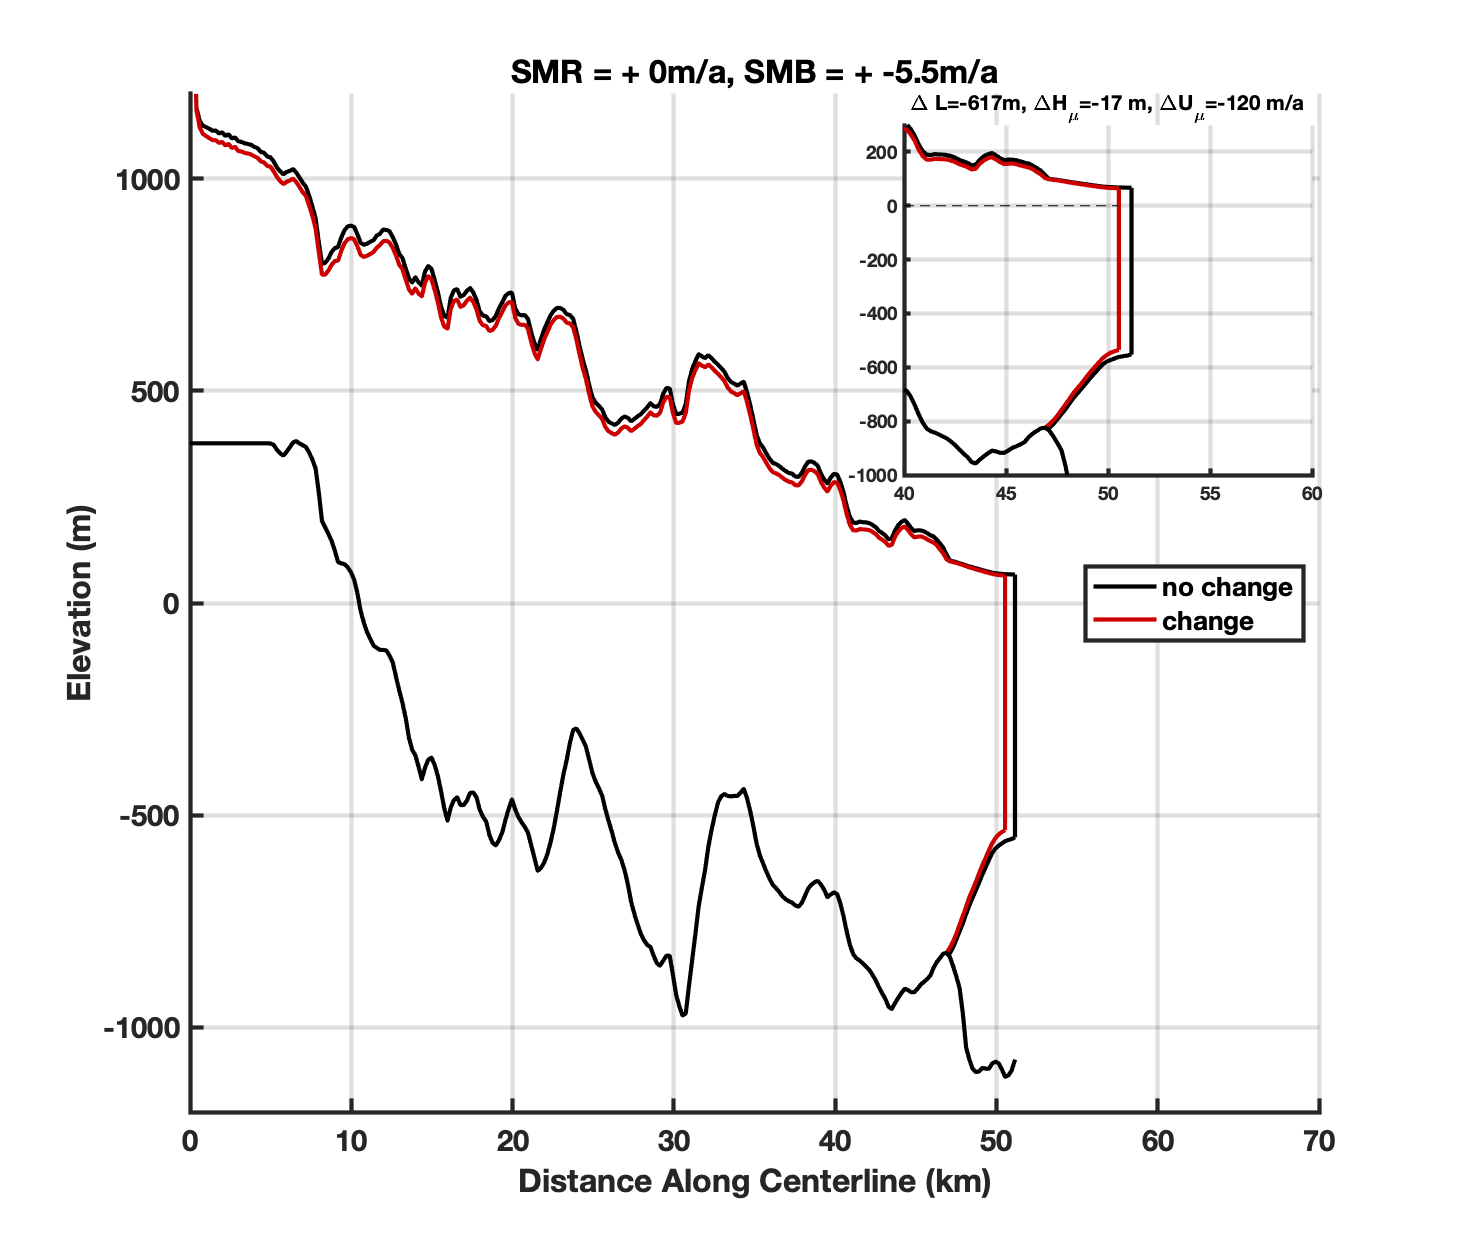 SMR = + 0m/a, SMB = + -5.5m/a
Δ L=-617m, ΔHμ=-17 m, ΔUμ=-120 m/a
200
0
-200
-400
-600
-800
-1000
40 45 50 55 60
1000
500
0
-500
-1000
Elevation (m)
no change
change
0 10 20 30 40 50 60 70
Distance Along Centerline (km)